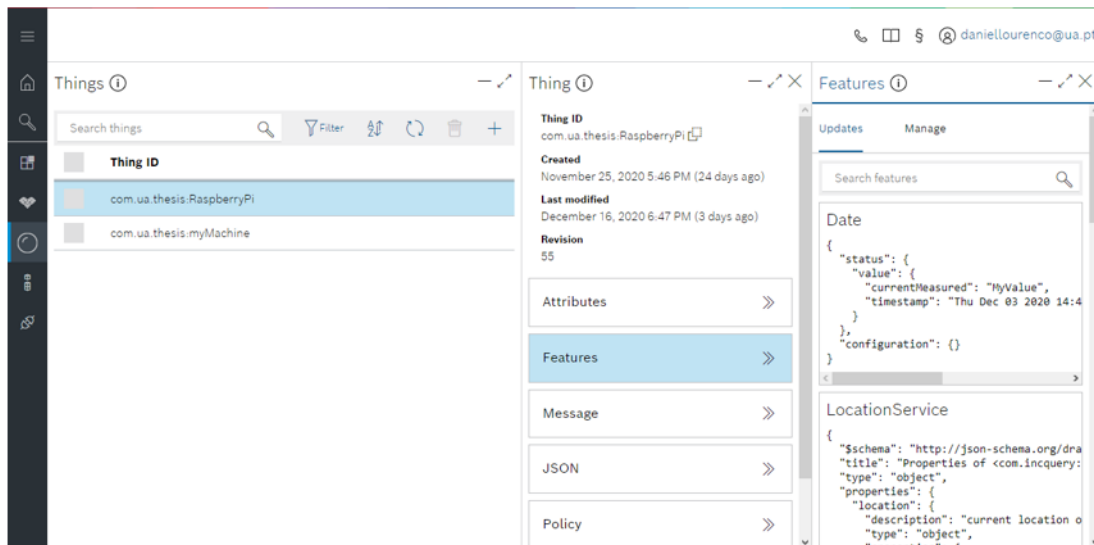 § daniellourenco@ua.pt
Things
Search things
Filter
Thing ID
com.ua.thesis:RaspberryPi
com.ua.thesis:myMachine
Thing
Thing ID
com.ua.thesis:RaspberryPi
Created
November 25, 2020 5:46 PM (24 days ago)
Last modified
December 16, 2020 6:47 PM (3 days ago)
Revision
55
Attributes
Features
Message
JSON
Policy
Features
Updates Manage
Search features
Date
{
"status": {
"value": {
"currentMeasured": "MyValue",
"timestamp": "Thu Dec 03 2020 14:4
}
},
"configuration": {}
}
LocationService
{
"$schema": "http://json-schema.org/dra
"title": "Properties of <com.incquery:
"type": "object",
"properties": {
"location": {
"description": "current location o
"type": "object",